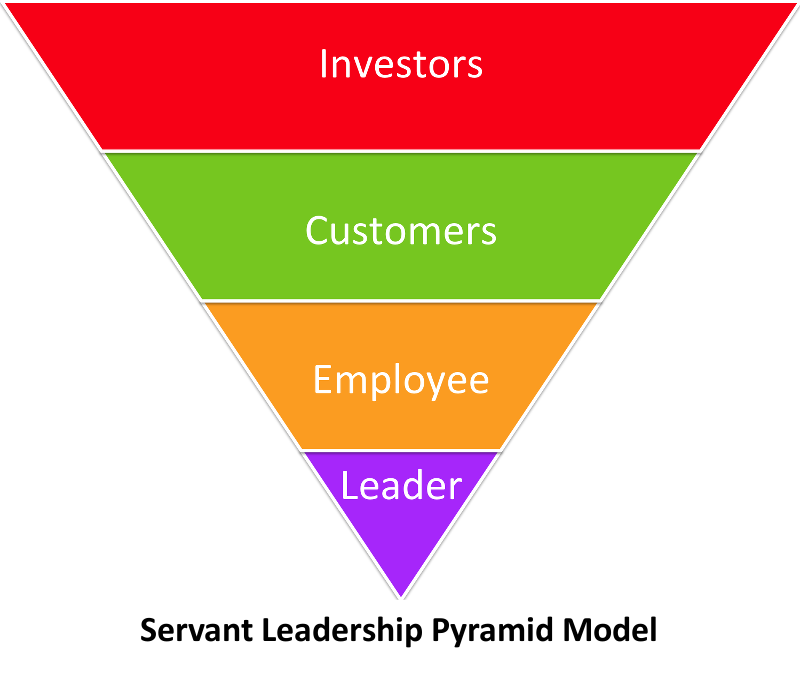 Investors
Customers
Employee
Leader
Servant Leadership Pyramid Model